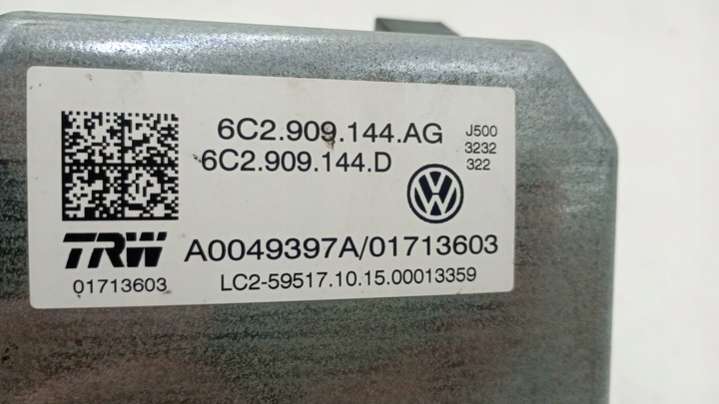 6C2.909.144.AG
6C2.909.144.D
J500
3232
322
TRW
A0049397A/01713603
01713603
LC2-59517.10.15.00013359